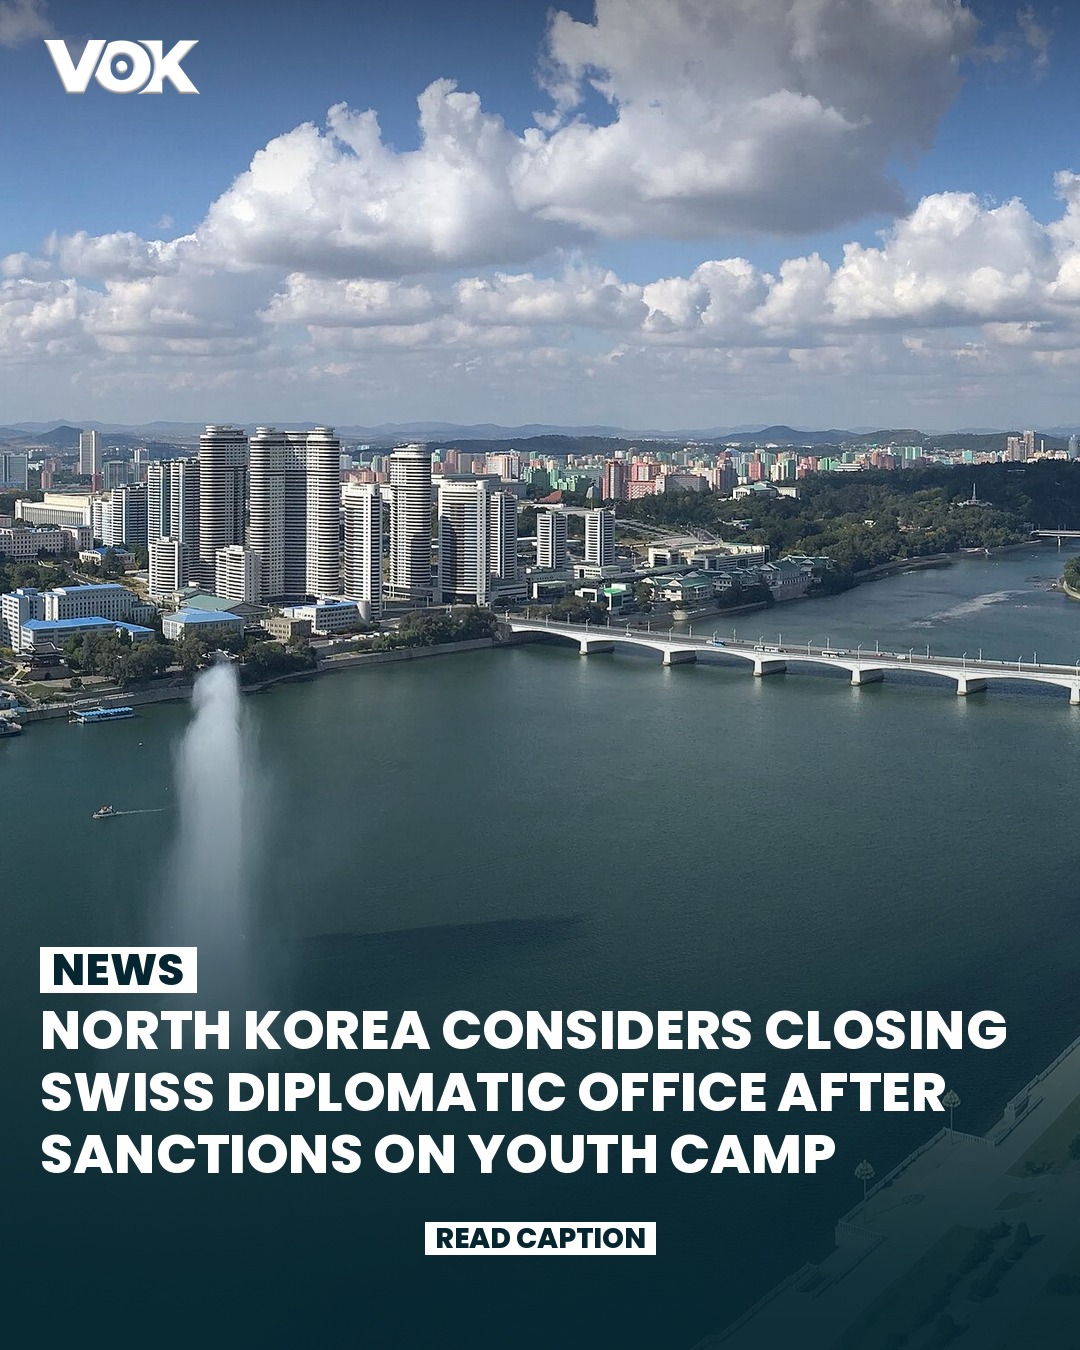 VOK
NEWS
NORTH KOREA CONSIDERS CLOSING
SWISS DIPLOMATIC OFFICE AFTER
SANCTIONS ON YOUTH CAMP
READ CAPTION